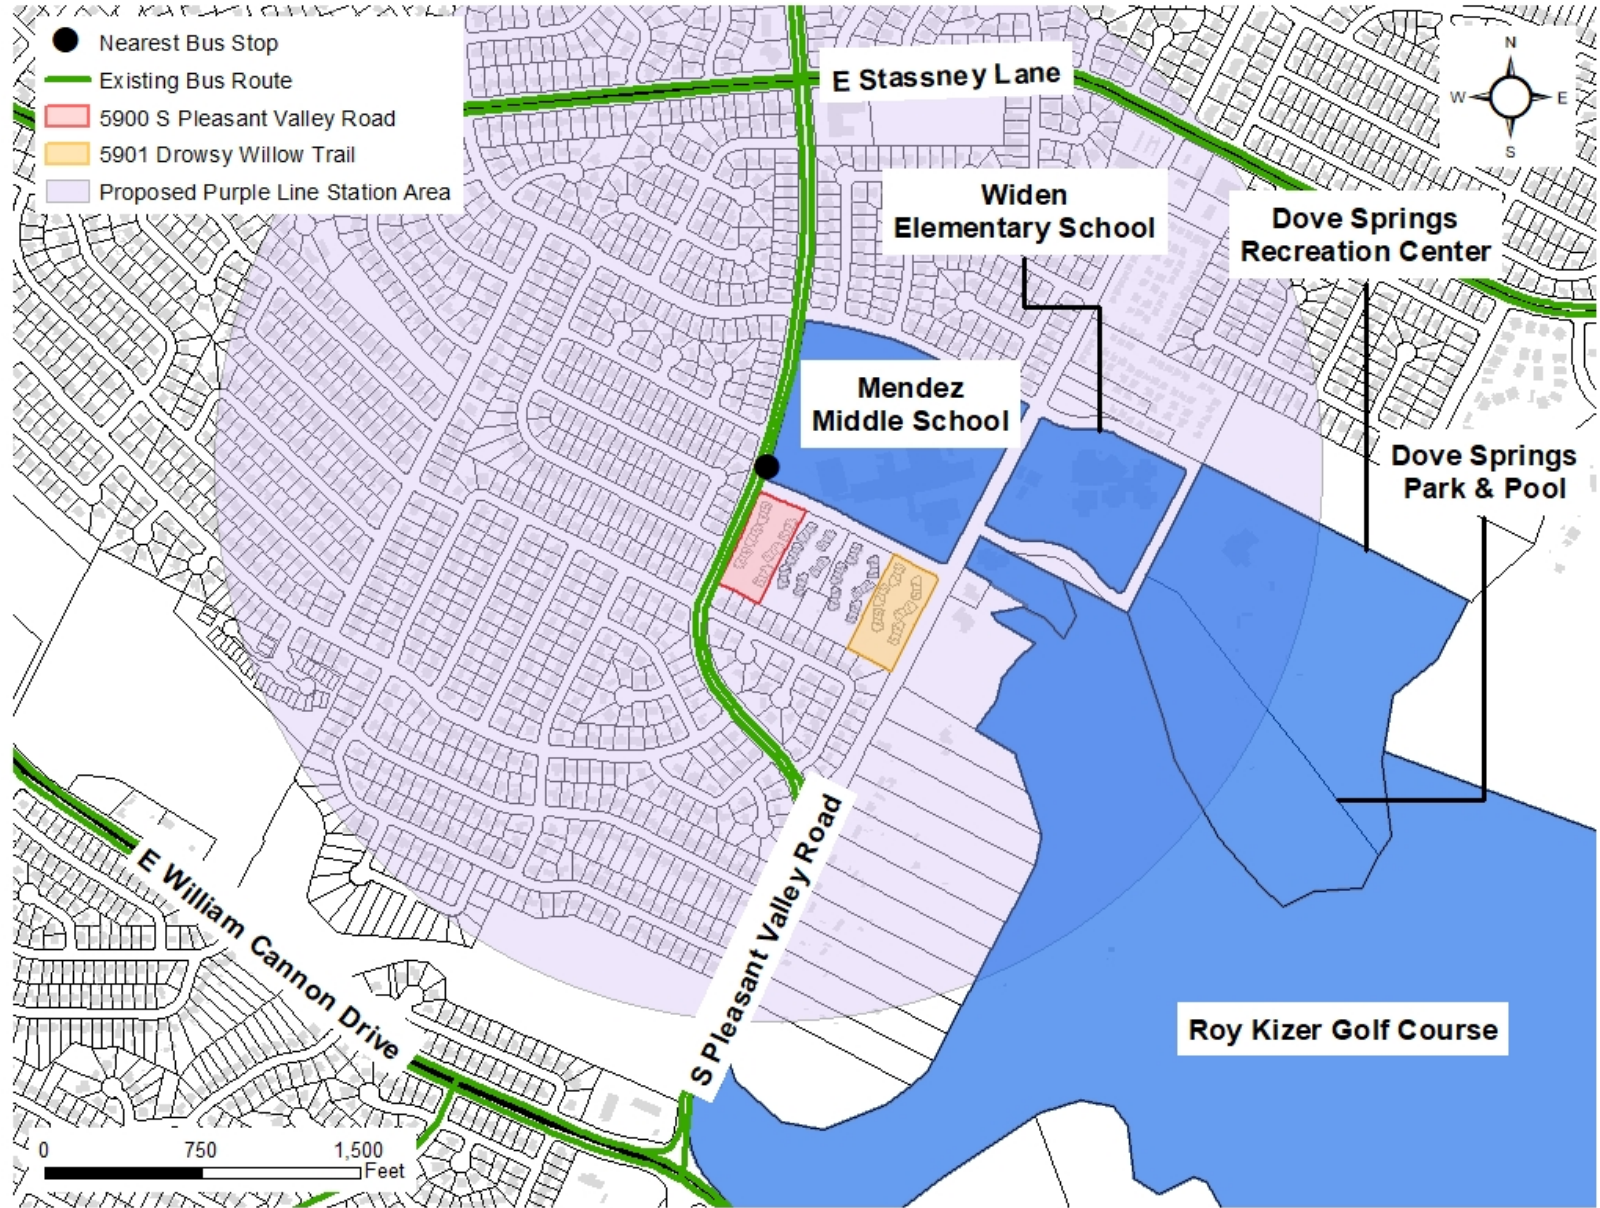 Nearest Bus Stop
Existing Bus Route
5900 S Pleasant Valley Road
5901 Drowsy Willow Trail
Proposed Purple Line Station Area
E Stassney Lane
N
W
E
S
Widen
Elementary School
Dove Springs
Recreation Center
Mendez
Middle School
Dove Springs
Park & Pool
S Pleasant Valley Road
E William Cannon Drive
Roy Kizer Golf Course
0 750 1,500
Feet